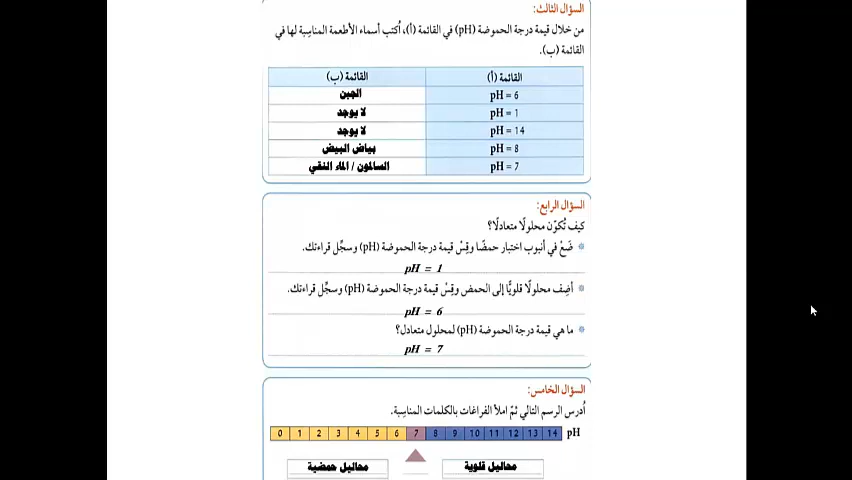 السؤال الثالث:
من خلال قيمة درجة الحموضة (pH) في القائمة (أ)، أكتب أسماء الأطعمة المناسِبة لها في
القائمة (ب).
القائمة (أ) القائمة (ب)
pH = 6 الجبن
pH = 1 لا يوجد
pH = 14 لا يوجد
pH = 8 بياض البيض
pH = 7 السالمون / الماء النقي
السؤال الرابع:
كيف تُكوّن محلولًا متعادلًا؟
ضَعْ في أنبوب اختبار حمضًا وقِسْ قيمة درجة الحموضة (pH) وسجِّل قراءتك.
pH = 1
أضِف محلولًا قلويًّا إلى الحمض وقِسْ قيمة درجة الحموضة (pH) وسجِّل قراءتك.
pH = 6
ما هي قيمة درجة الحموضة (pH) لمحلول متعادل؟
pH = 7
السؤال الخامس:
أدرس الرسم التالي ثمّ املأ الفراغات بالكلمات المناسِبة.
0 1 2 3 4 5 6 7 8 9 10 11 12 13 14 pH
محاليل قلوية محاليل حمضية